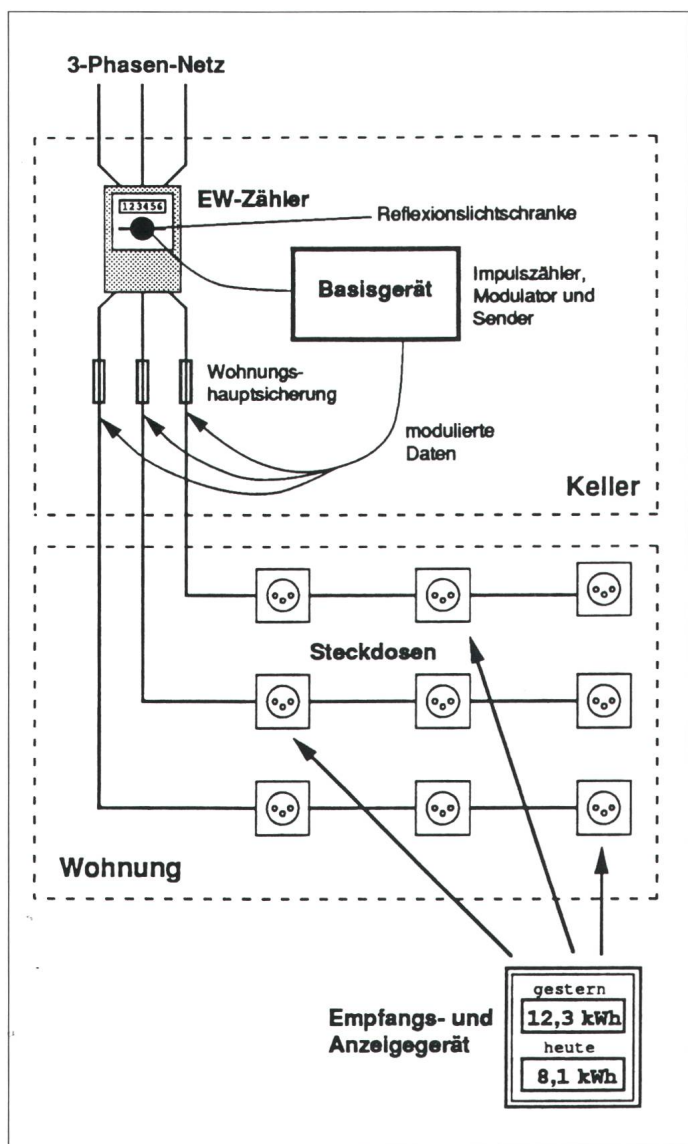 3-Phasen-Netz
123456
EW-Zähler
Reflexionslichtschranke
Basisgerät
Impulszähler,
Modulator und
Sender
Wohnungs-
hauptsicherung
modulierte
Daten
Keller
Steckdosen
Wohnung
Empfangs- und
Anzeigegerät
gestern
12,3 kWh
heute
8,1 kWh